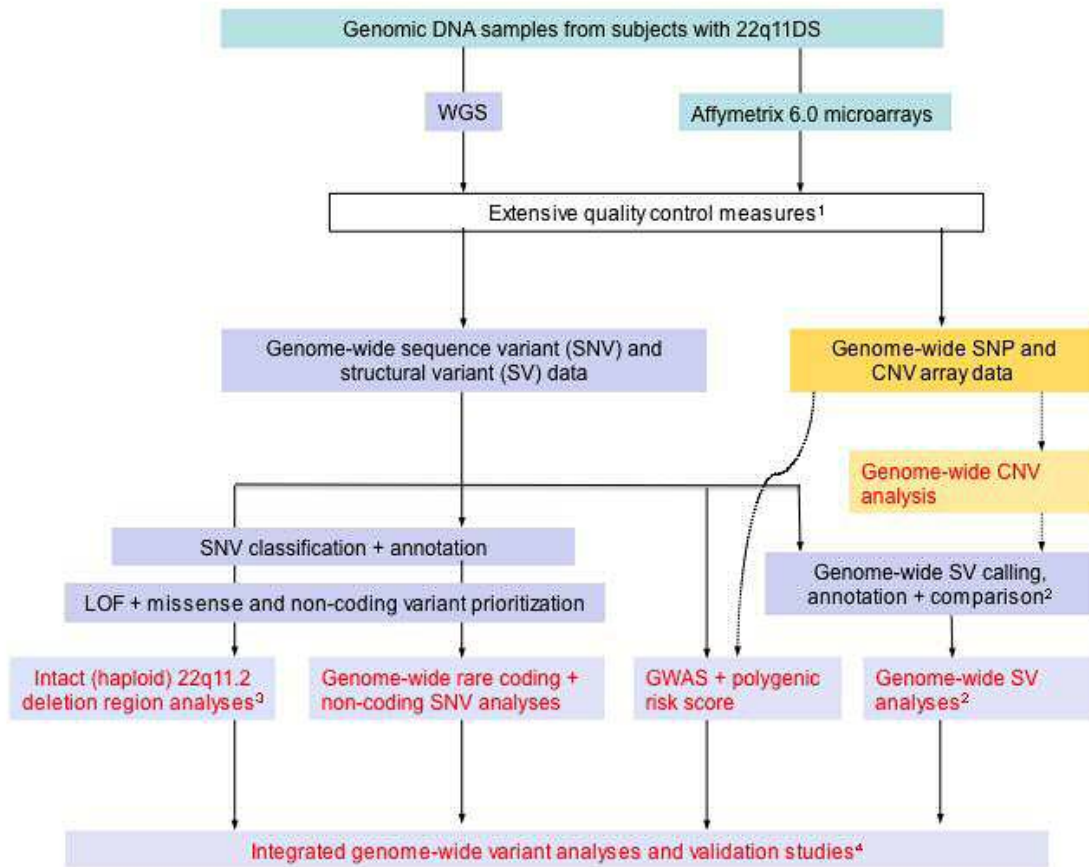 Genomic DNA samples from subjects with 22q11DS
WGS
Affymetrix 6.0 microarrays
Extensive quality control measures¹
Genome-wide sequence variant (SNV) and
structural variant (SV) data
Genome-wide SNP and
CNV array data
Genome-wide CNV
analysis
SNV classification + annotation
Genome-wide SV calling,
annotation + comparison²
LOF + missense and non-coding variant prioritization
Intact (haploid) 22q11.2
deletion region analyses³
Genome-wide rare coding +
non-coding SNV analyses
GWAS + polygenic
risk score
Genome-wide SV
analyses²
Integrated genome-wide variant analyses and validation studies⁴